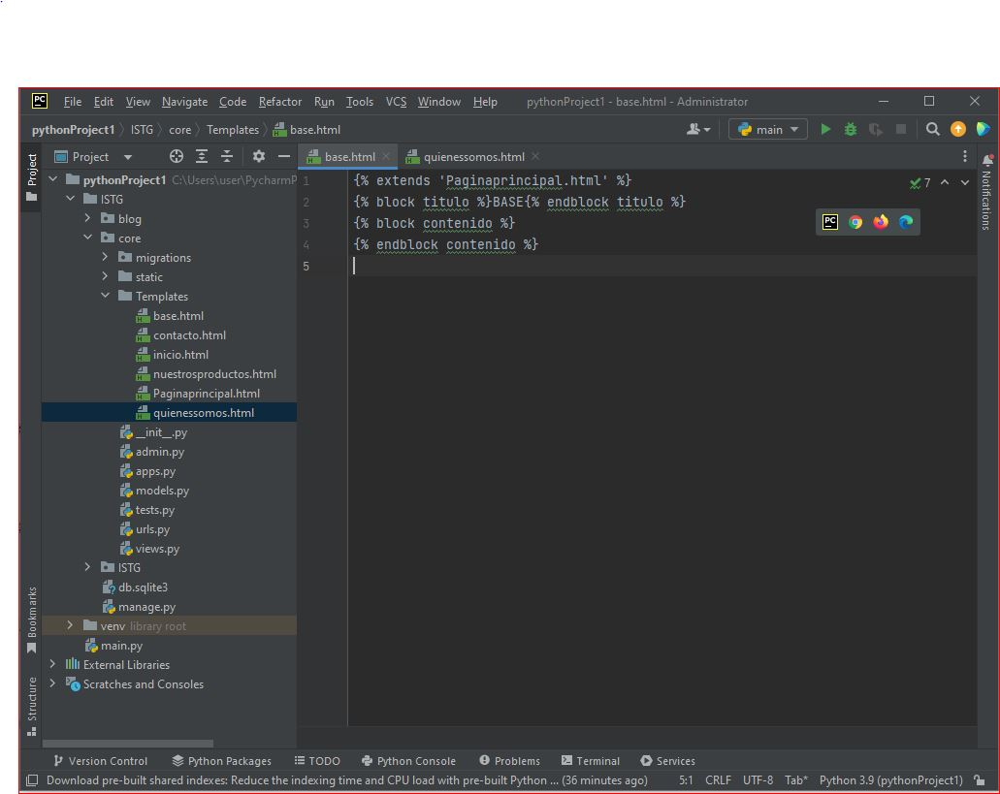 PC File Edit View Navigate Code Refactor Run Tools VCS Window Help pythonProject1 - base.html - Administrator
pythonProject1 ISTG core Templates base.html main
Project
Project
base.html quienessomos.html
pythonProject1 C:\Users\user\PycharmP
ISTG
blog
core
migrations
static
Templates
base.html
contacto.html
inicio.html
nuestrosproductos.html
Paginaprincipal.html
quienessomos.html
__init__.py
admin.py
apps.py
models.py
tests.py
urls.py
views.py
ISTG
db.sqlite3
manage.py
venv library root
main.py
External Libraries
Scratches and Consoles
1 {% extends 'Paginaprincipal.html' %}
2 {% block titulo %}BASE{% endblock titulo %}
3 {% block contenido %}
4 {% endblock contenido %}
5
7
PC
Notifications
Bookmarks
Structure
Version Control Python Packages TODO Python Console Problems Terminal Services
Download pre-built shared indexes: Reduce the indexing time and CPU load with pre-built Python ... (36 minutes ago) 5:1 CRLF UTF-8 Tab* Python 3.9 (pythonProject1)